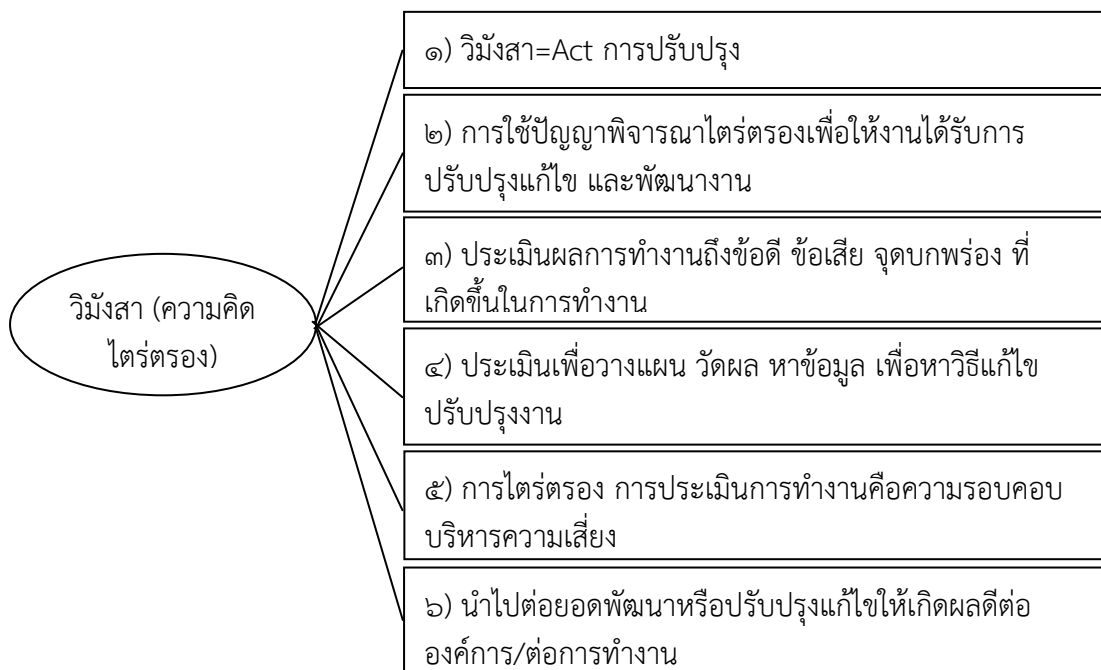 ๑) วิมังสา=Act การปรับปรุง
๒) การใช้ปัญญาพิจารณาไตร่ตรองเพื่อให้งานได้รับการ
ปรับปรุงแก้ไข และพัฒนางาน
๓) ประเมินผลการทำงานถึงข้อดี ข้อเสีย จุดบกพร่อง ที่
เกิดขึ้นในการทำงาน
วิมังสา (ความคิด
ไตร่ตรอง)
๔) ประเมินเพื่อวางแผน วัดผล หาข้อมูล เพื่อหาวิธีแก้ไข
ปรับปรุงงาน
๕) การไตร่ตรอง การประเมินการทำงานคือความรอบคอบ
บริหารความเสี่ยง
๖) นำไปต่อยอดพัฒนาหรือปรับปรุงแก้ไขให้เกิดผลดีต่อ
องค์การ/ต่อการทำงาน